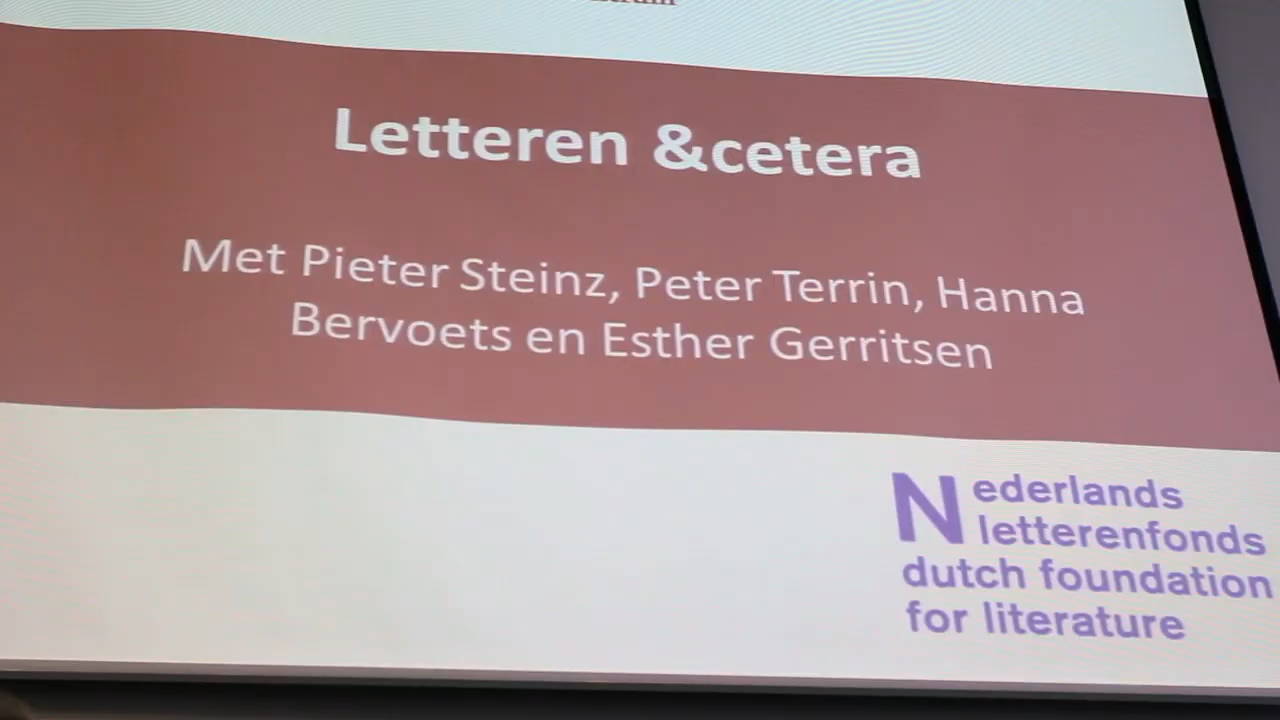 Letteren &cetera
Met Pieter Steinz, Peter Terrin, Hanna
Bervoets en Esther Gerritsen
Nederlands
letterenfonds
dutch foundation
for literature